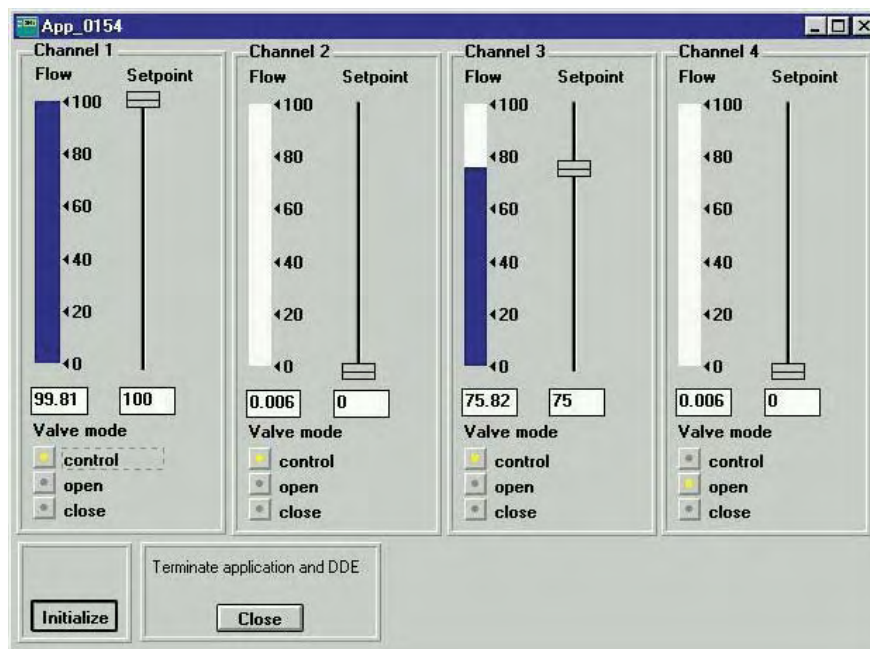 App_0154
Channel 1
Flow
Setpoint
100
80
60
40
20
0
99.81
100
Valve mode
control
open
close
Channel 2
Flow
Setpoint
100
80
60
40
20
0
0.006
0
Valve mode
control
open
close
Channel 3
Flow
Setpoint
100
80
60
40
20
0
75.82
75
Valve mode
control
open
close
Channel 4
Flow
Setpoint
100
80
60
40
20
0
0.006
0
Valve mode
control
open
close
Initialize
Terminate application and DDE
Close